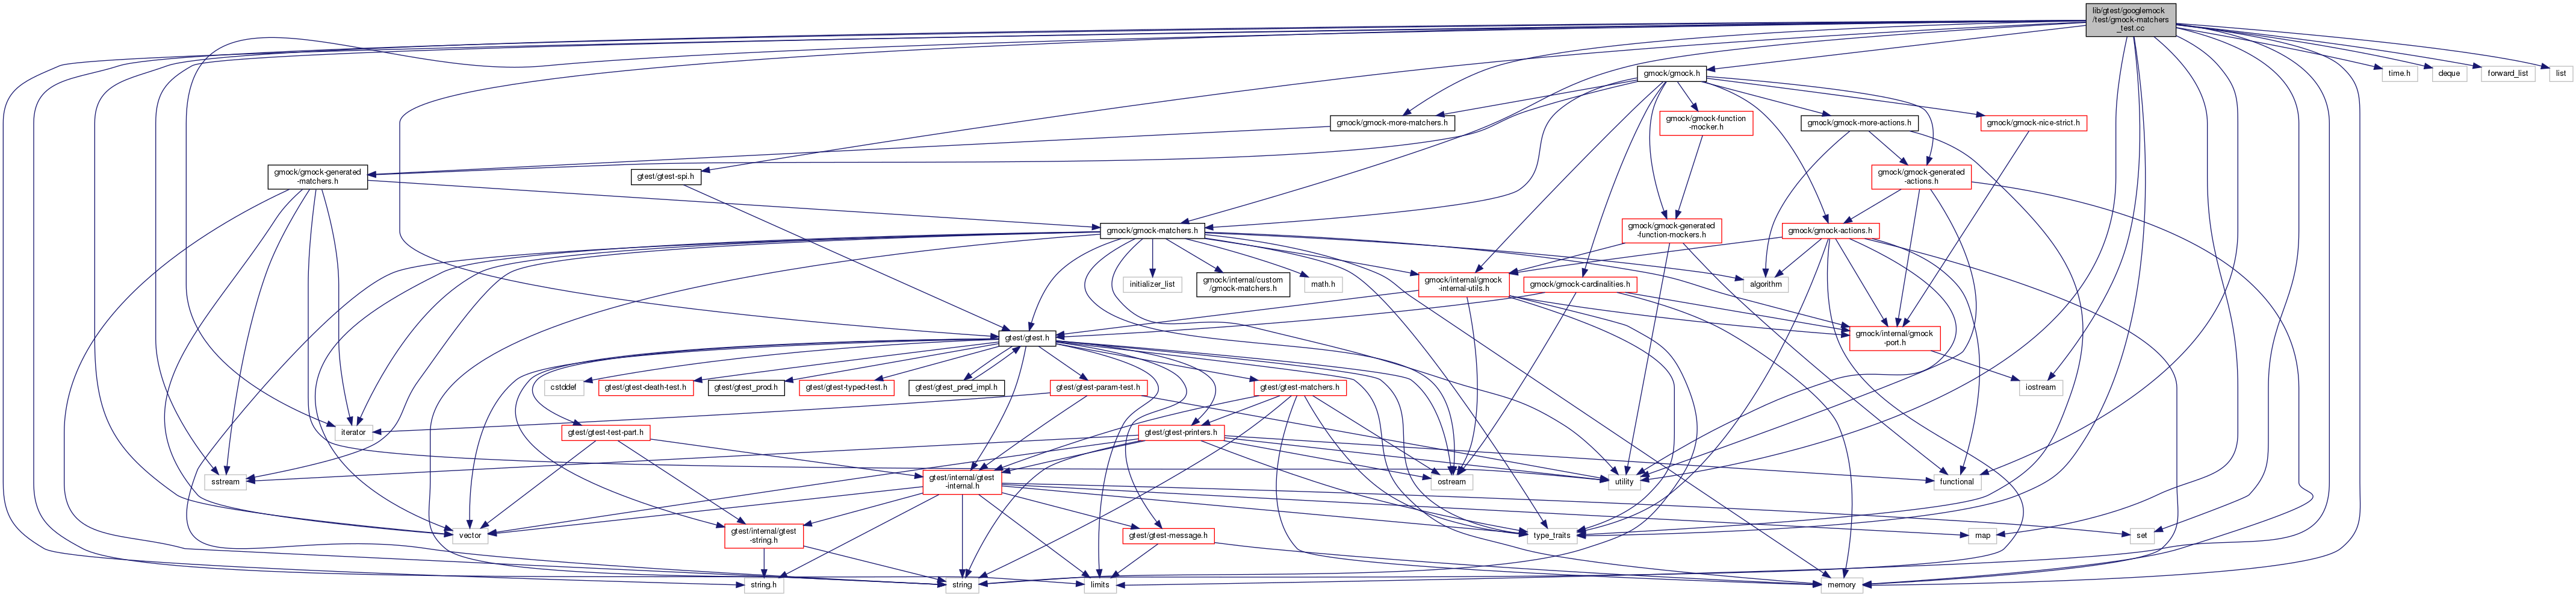 lib/gtest/googlemock
/test/gmock-matchers
_test.cc
gmock/gmock.h
time.h
deque
forward_list
list
gmock/gmock-more-matchers.h
gmock/gmock-function
-mocker.h
gmock/gmock-more-actions.h
gmock/gmock-nice-strict.h
gmock/gmock-generated
-matchers.h
gtest/gtest-spi.h
gmock/gmock-generated
-actions.h
gmock/gmock-matchers.h
gmock/gmock-generated
-function-mockers.h
gmock/gmock-actions.h
initializer_list
gmock/internal/custom
/gmock-matchers.h
math.h
gmock/internal/gmock
-internal-utils.h
gmock/gmock-cardinalities.h
algorithm
gtest/gtest.h
gmock/internal/gmock
-port.h
cstddef
gtest/gtest-death-test.h
gtest/gtest_prod.h
gtest/gtest-typed-test.h
gtest/gtest_pred_impl.h
gtest/gtest-param-test.h
gtest/gtest-matchers.h
iostream
iterator
gtest/gtest-test-part.h
gtest/gtest-printers.h
sstream
gtest/internal/gtest
-internal.h
ostream
utility
functional
vector
gtest/internal/gtest
-string.h
gtest/gtest-message.h
type_traits
map
set
string.h
string
limits
memory